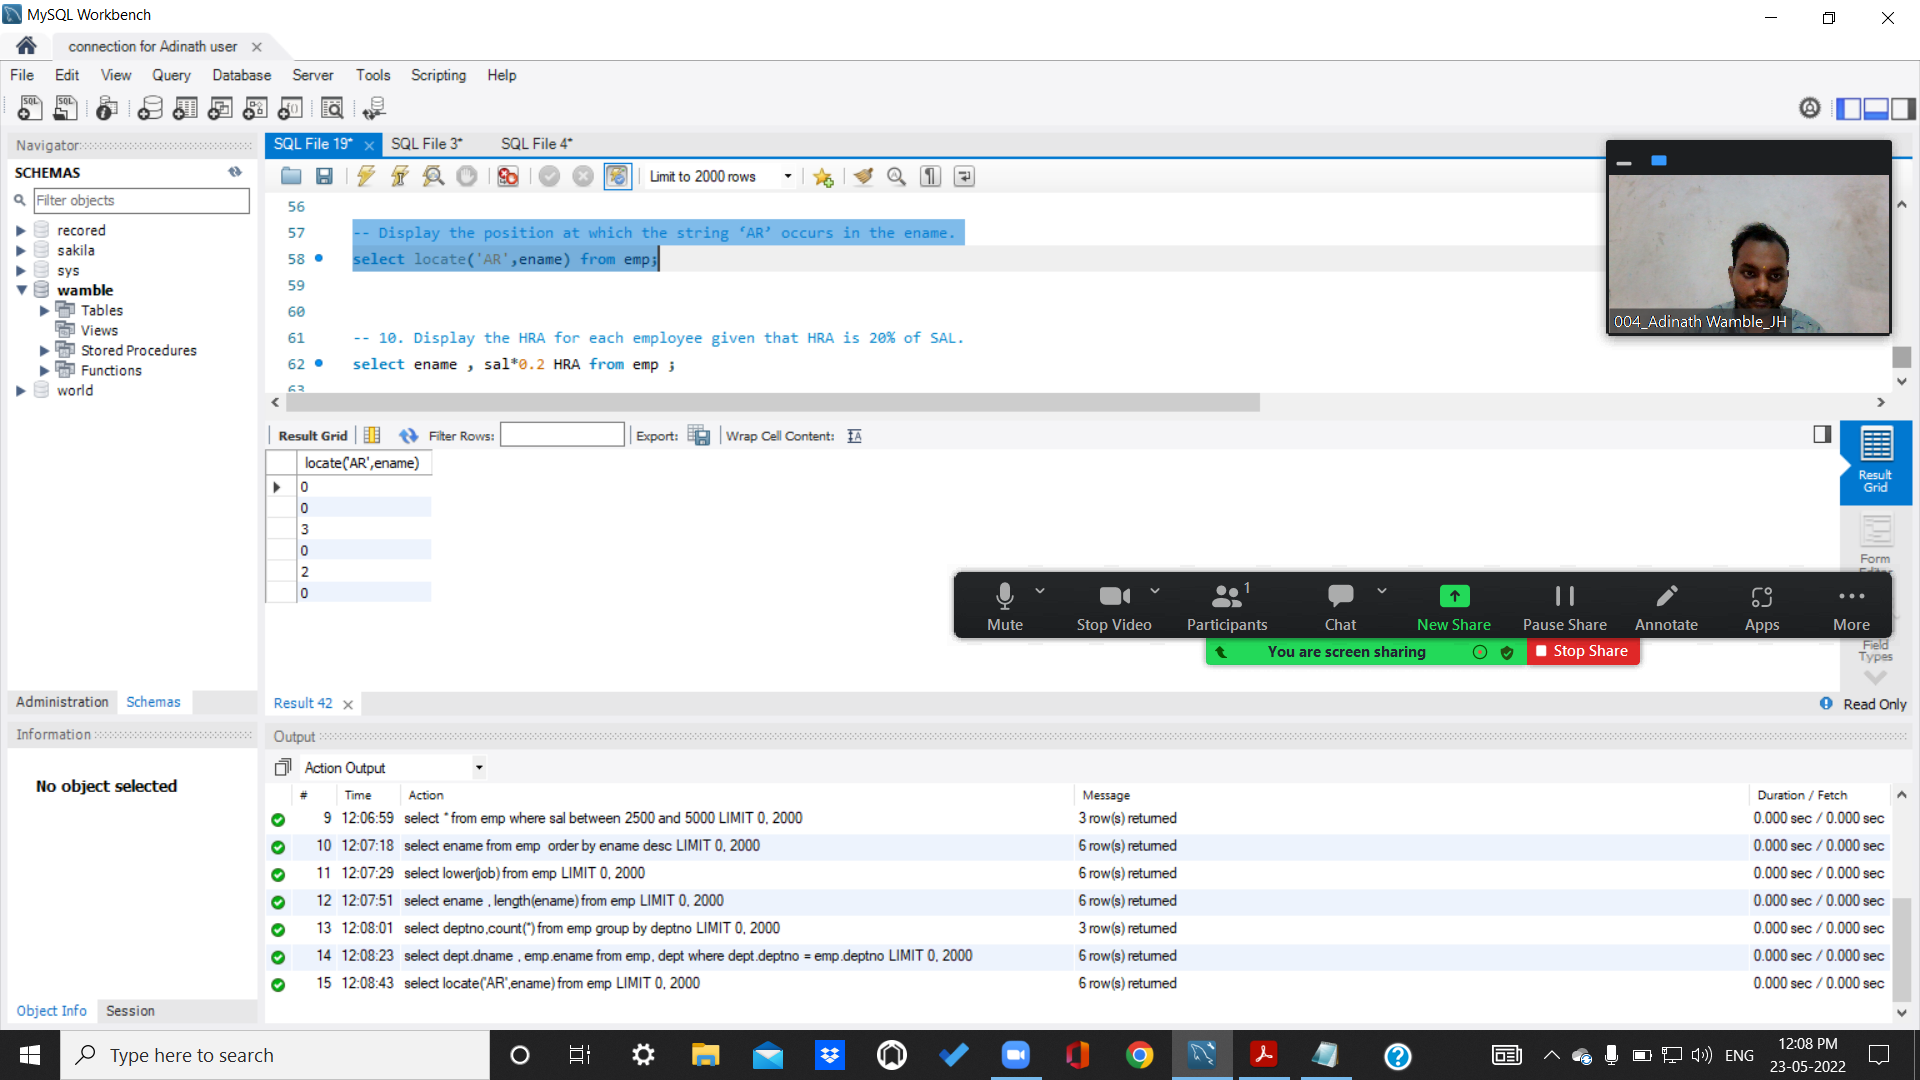 MySQL Workbench
connection for Adinath user
File Edit View Query Database Server Tools Scripting Help
Navigator
SCHEMAS
Filter objects
recored
sakila
sys
wamble
Tables
Views
Stored Procedures
Functions
world
Administration Schemas
Information
No object selected
Object Info Session
SQL File 19* SQL File 3* SQL File 4*
Limit to 2000 rows
56
57 -- Display the position at which the string ‘AR’ occurs in the ename.
58 select locate('AR',ename) from emp;
59
60
61 -- 10. Display the HRA for each employee given that HRA is 20% of SAL.
62 select ename , sal*0.2 HRA from emp ;
63
004_Adinath Wamble_JH
Result Grid Filter Rows: Export: Wrap Cell Content:
locate('AR',ename)
0
0
3
0
2
0
Result Grid
Form
Field Types
Mute Stop Video Participants 1 Chat New Share Pause Share Annotate Apps More
You are screen sharing Stop Share
Result 42
Read Only
Output
Action Output
# Time Action Message Duration / Fetch
9 12:06:59 select * from emp where sal between 2500 and 5000 LIMIT 0, 2000 3 row(s) returned 0.000 sec / 0.000 sec
10 12:07:18 select ename from emp  order by ename desc LIMIT 0, 2000 6 row(s) returned 0.000 sec / 0.000 sec
11 12:07:29 select lower(job) from emp LIMIT 0, 2000 6 row(s) returned 0.000 sec / 0.000 sec
12 12:07:51 select ename , length(ename) from emp LIMIT 0, 2000 6 row(s) returned 0.000 sec / 0.000 sec
13 12:08:01 select deptno,count(*) from emp group by deptno LIMIT 0, 2000 3 row(s) returned 0.000 sec / 0.000 sec
14 12:08:23 select dept.dname , emp.ename from emp, dept where dept.deptno = emp.deptno LIMIT 0, 2000 6 row(s) returned 0.000 sec / 0.000 sec
15 12:08:43 select locate('AR',ename) from emp LIMIT 0, 2000 6 row(s) returned 0.000 sec / 0.000 sec
Type here to search
ENG
12:08 PM
23-05-2022